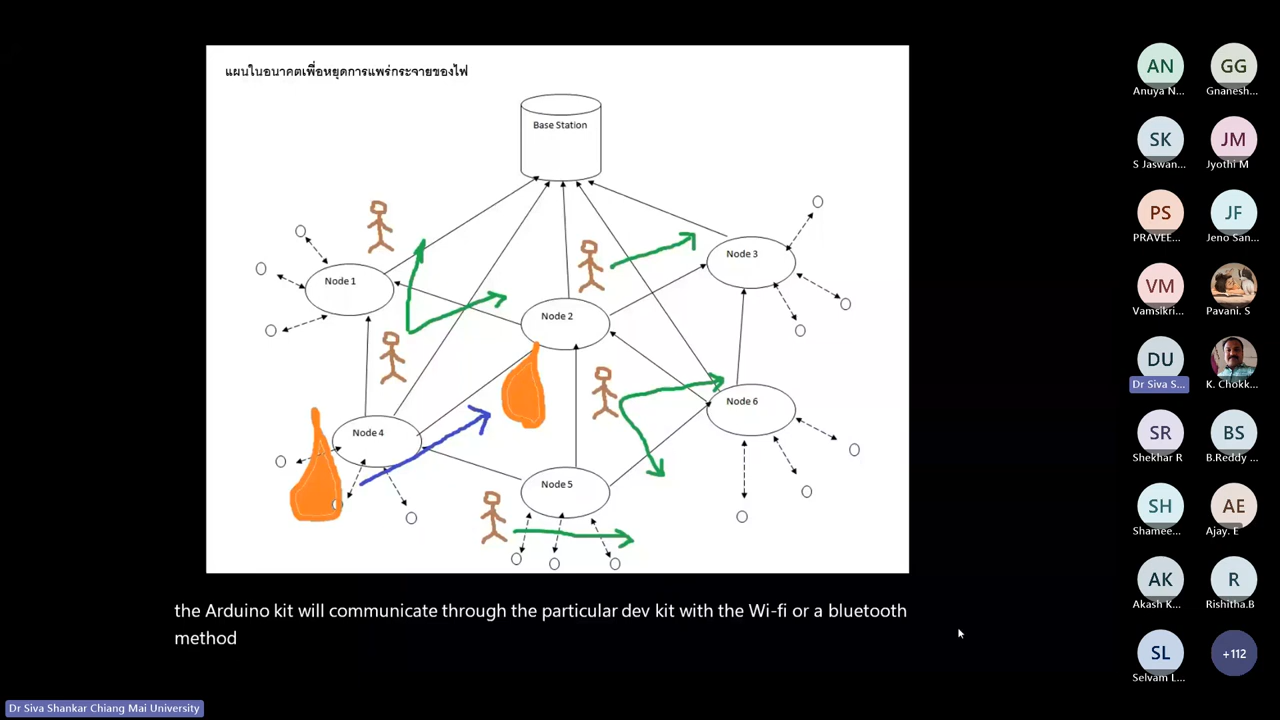 แผนในอนาคตเพื่อหยุดการแพร่กระจายของไฟ
Base Station
Node 1
Node 2
Node 3
Node 4
Node 5
Node 6
the Arduino kit will communicate through the particular dev kit with the Wi-fi or a bluetooth
method
AN
GG
Anuya N...
Gnanesh...
SK
JM
S Jaswan...
Jyothi M
PS
JF
PRAVEE...
Jeno San...
VM
Vamsikri...
Pavani. S
DU
Dr Siva S...
K. Chokk...
SR
BS
Shekhar R
B.Reddy ...
SH
AE
Shamee...
Ajay. E
AK
R
Akash K...
Rishitha.B
SL
+112
Selvam L...
Dr Siva Shankar Chiang Mai University